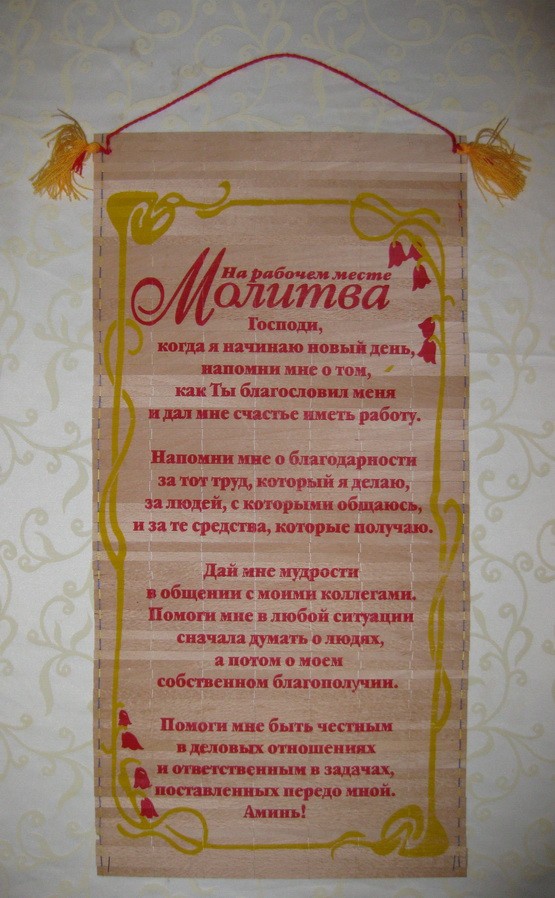 На рабочем месте
Молитва
Господи,
когда я начинаю новый день,
напомни мне о том,
как Ты благословил меня
и дал мне счастье иметь работу.
Напомни мне о благодарности
за тот труд, который я делаю,
за людей, с которыми общаюсь,
и за те средства, которые получаю.
Дай мне мудрости
в общении с моими коллегами.
Помоги мне в любой ситуации
сначала думать о людях,
а потом о моем
собственном благополучии.
Помоги мне быть честным
в деловых отношениях
и ответственным в задачах,
поставленных передо мной.
Аминь!